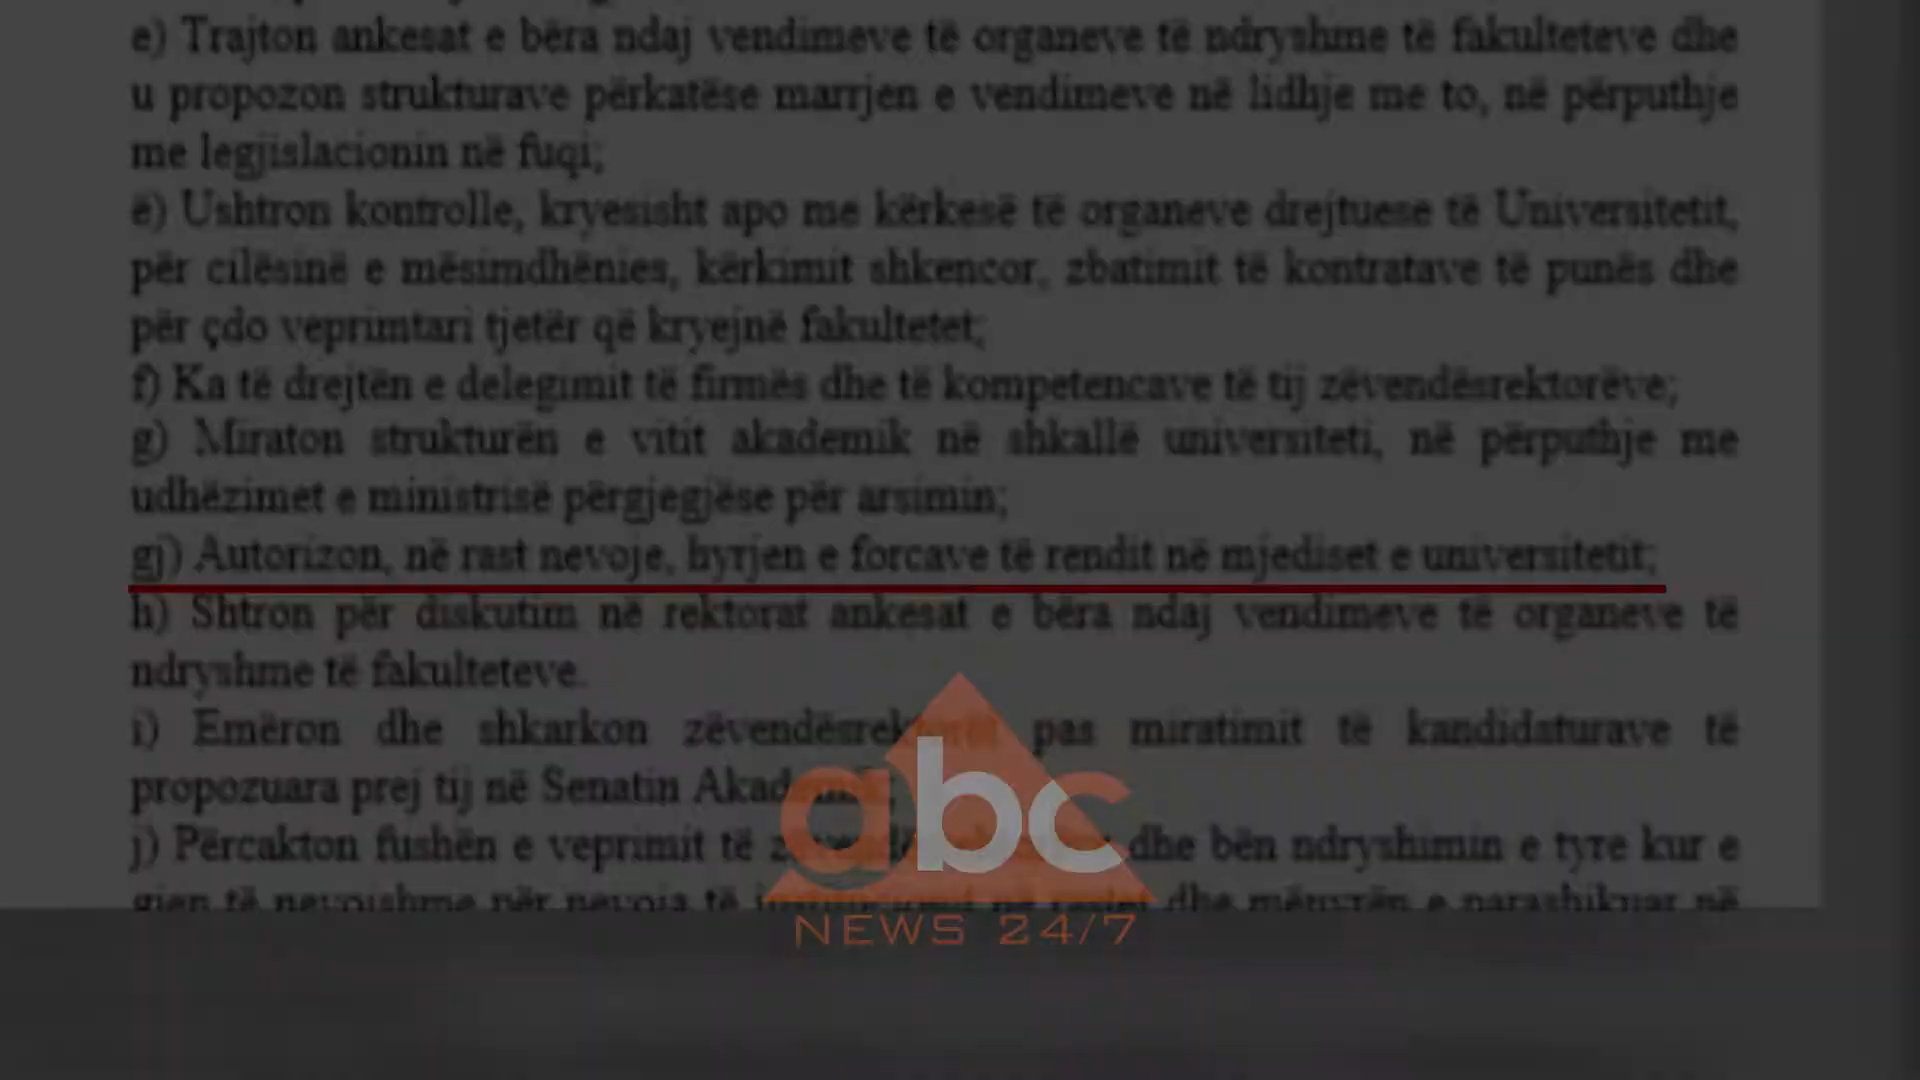 e) Trajton ankesat e bëra ndaj vendimeve të organeve të ndryshme të fakulteteve dhe
u propozon strukturave përkatëse marrjen e vendimeve në lidhje me to, në përputhje
me legjislacionin në fuqi;
ë) Ushtron kontrolle, kryesisht apo me kërkesë të organeve drejtuese të Universitetit,
për cilësinë e mësimdhënies, kërkimit shkencor, zbatimit të kontratave të punës dhe
për çdo veprimtari tjetër që kryejnë fakultetet;
f) Ka të drejtën e delegimit të firmës dhe të kompetencave të tij zëvendësrektorëve;
g) Miraton strukturën e vitit akademik në shkallë universiteti, në përputhje me
udhëzimet e ministrisë përgjegjëse për arsimin;
gj) Autorizon, në rast nevoje, hyrjen e forcave të rendit në mjediset e universitetit;
h) Shtron për diskutim në rektorat ankesat e bëra ndaj vendimeve të organeve të
ndryshme të fakulteteve.
i) Emëron dhe shkarkon pas miratimit të kandidaturave të
propozuara prej tij në Senatin
j) Përcakton fushën e veprimit të dhe bën ndryshimin e tyre kur e
gjen të nevojshme për nevoja të dhe mënyrën e parashikuar në
abc
NEWS 24/7